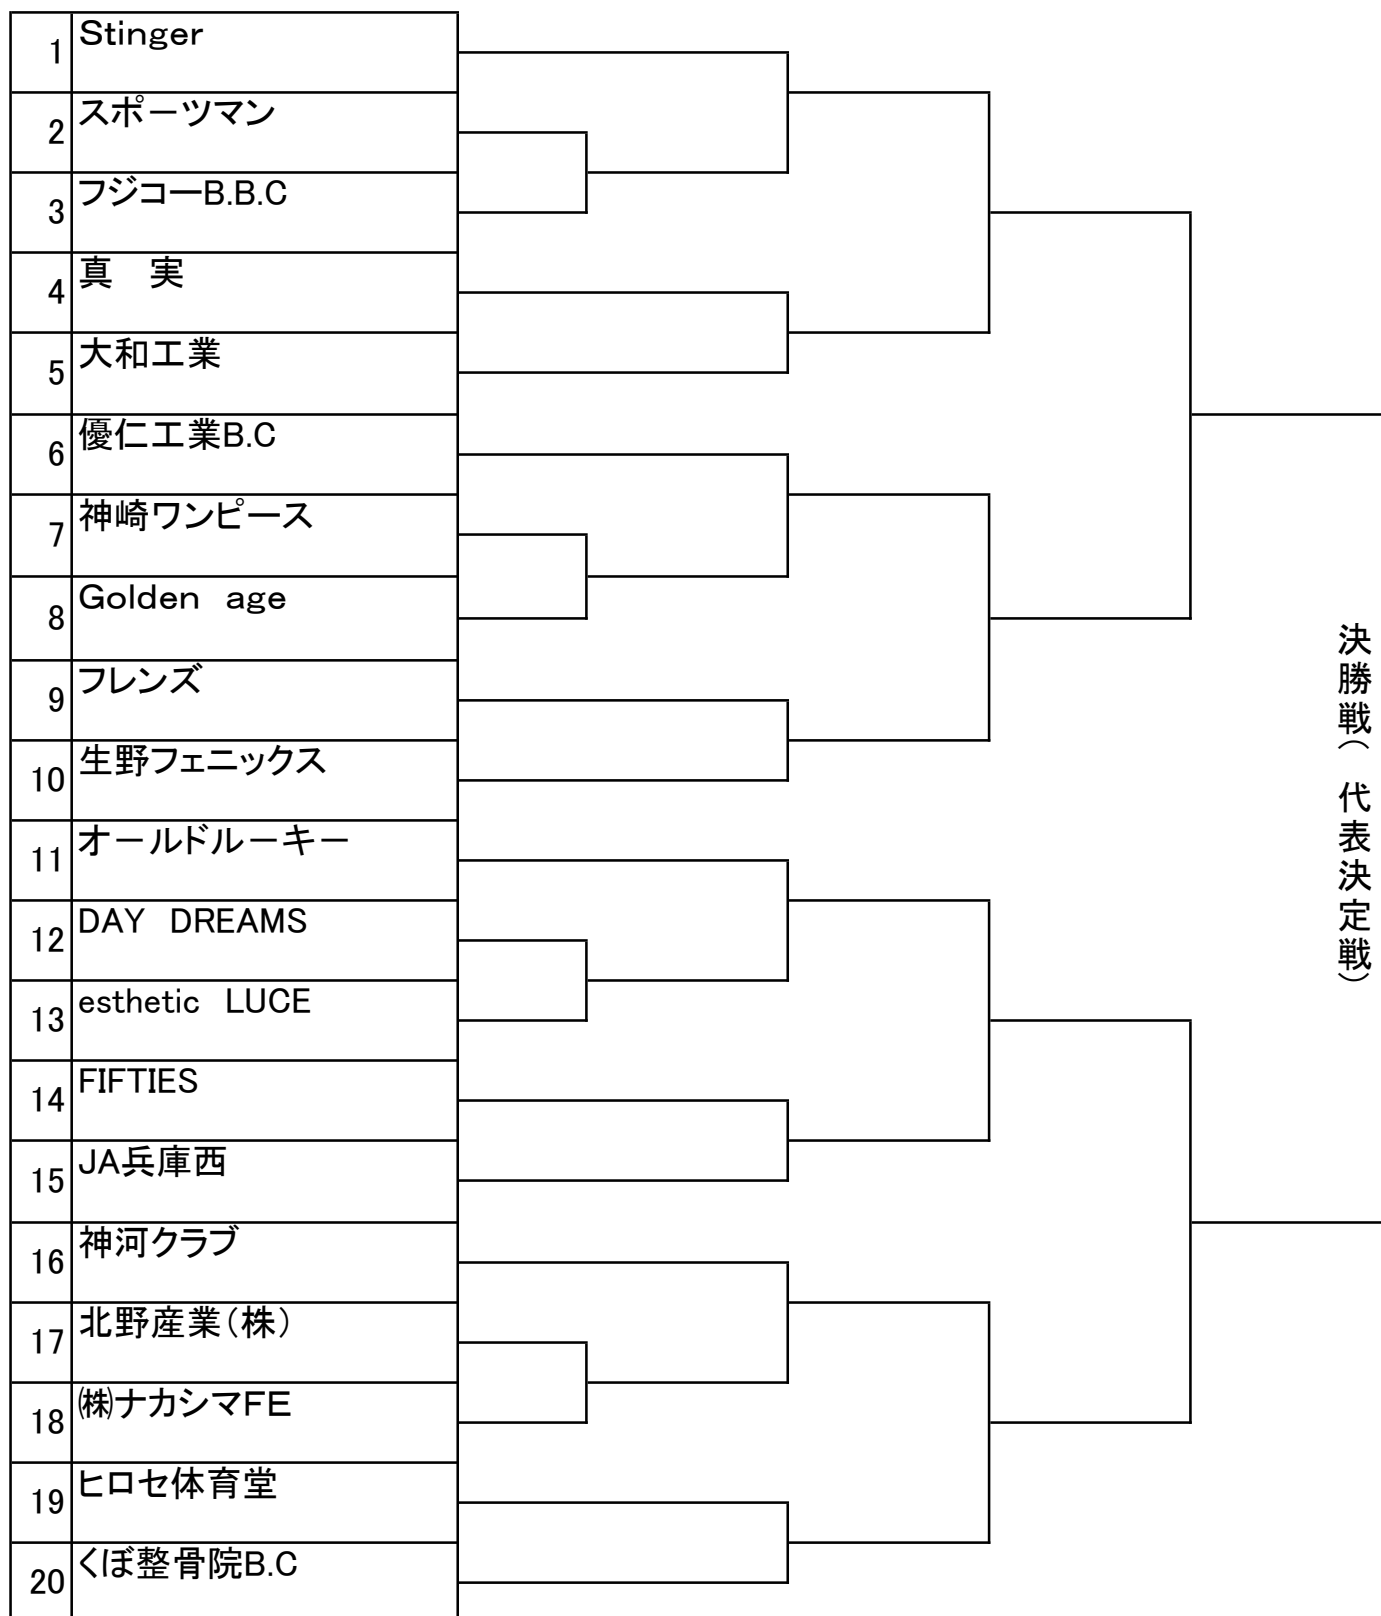 1 Stinger
2 スポーツマン
3 フジコーB.B.C
4 真　実
5 大和工業
6 優仁工業B.C
7 神崎ワンピース
8 Golden　age
9 フレンズ
10 生野フェニックス
11 オールドルーキー
12 DAY　DREAMS
13 esthetic　LUCE
14 FIFTIES
15 JA兵庫西
16 神河クラブ
17 北野産業（株）
18 ㈱ナカシマFE
19 ヒロセ体育堂
20 くぼ整骨院B.C
決勝戦（代表決定戦）